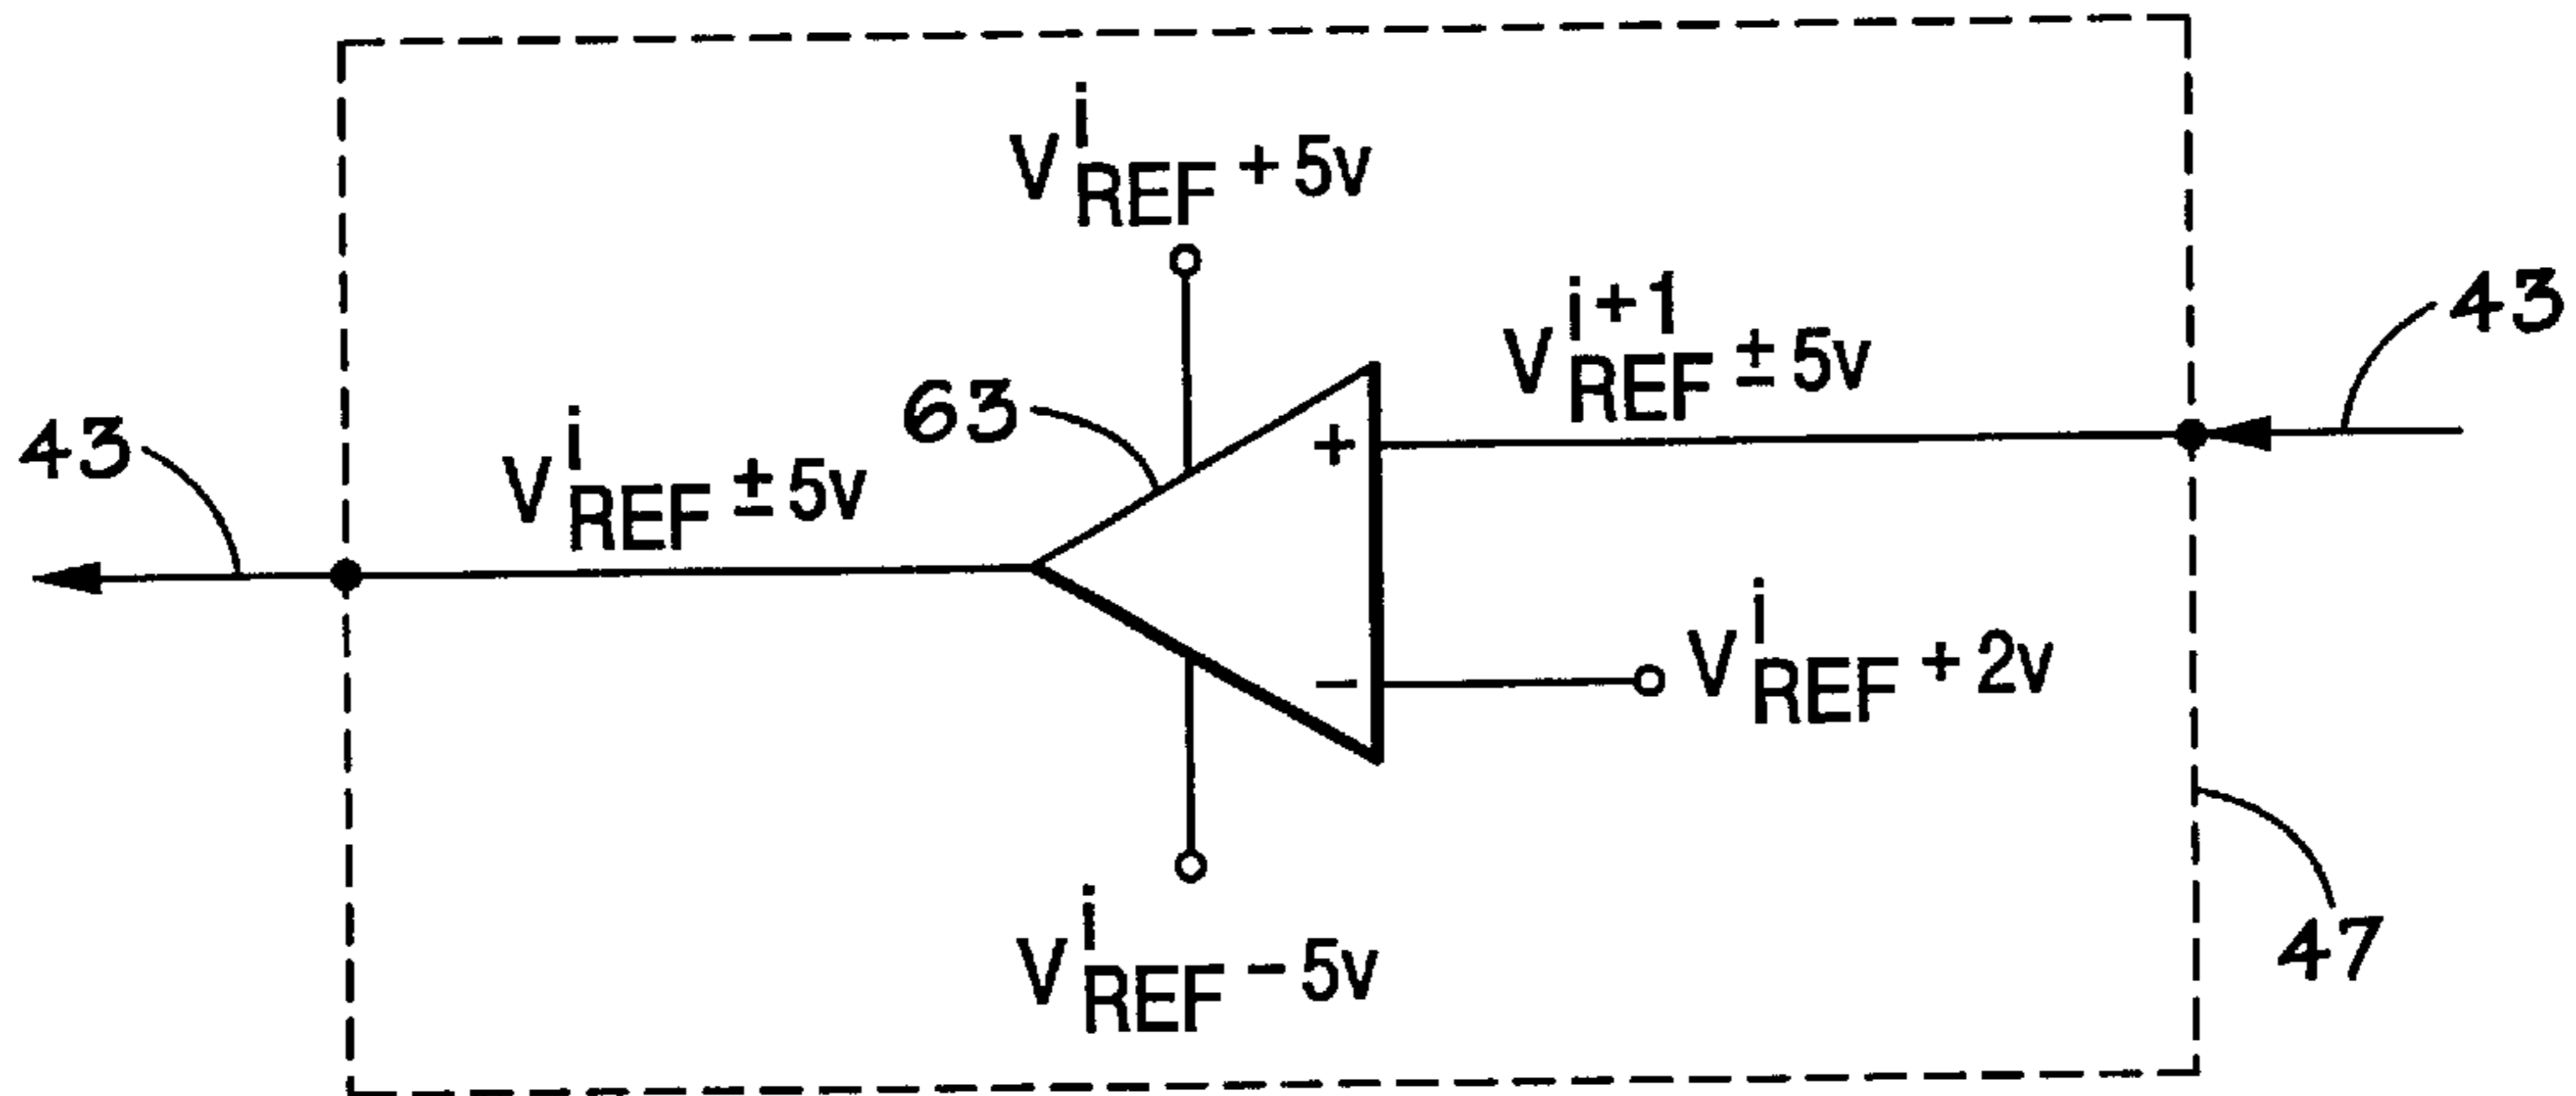 V^i_REF + 5v
V^{i+1}_REF ± 5v
43
63
+
43
V^i_REF ± 5v
−
V^i_REF + 2v
V^i_REF − 5v
47